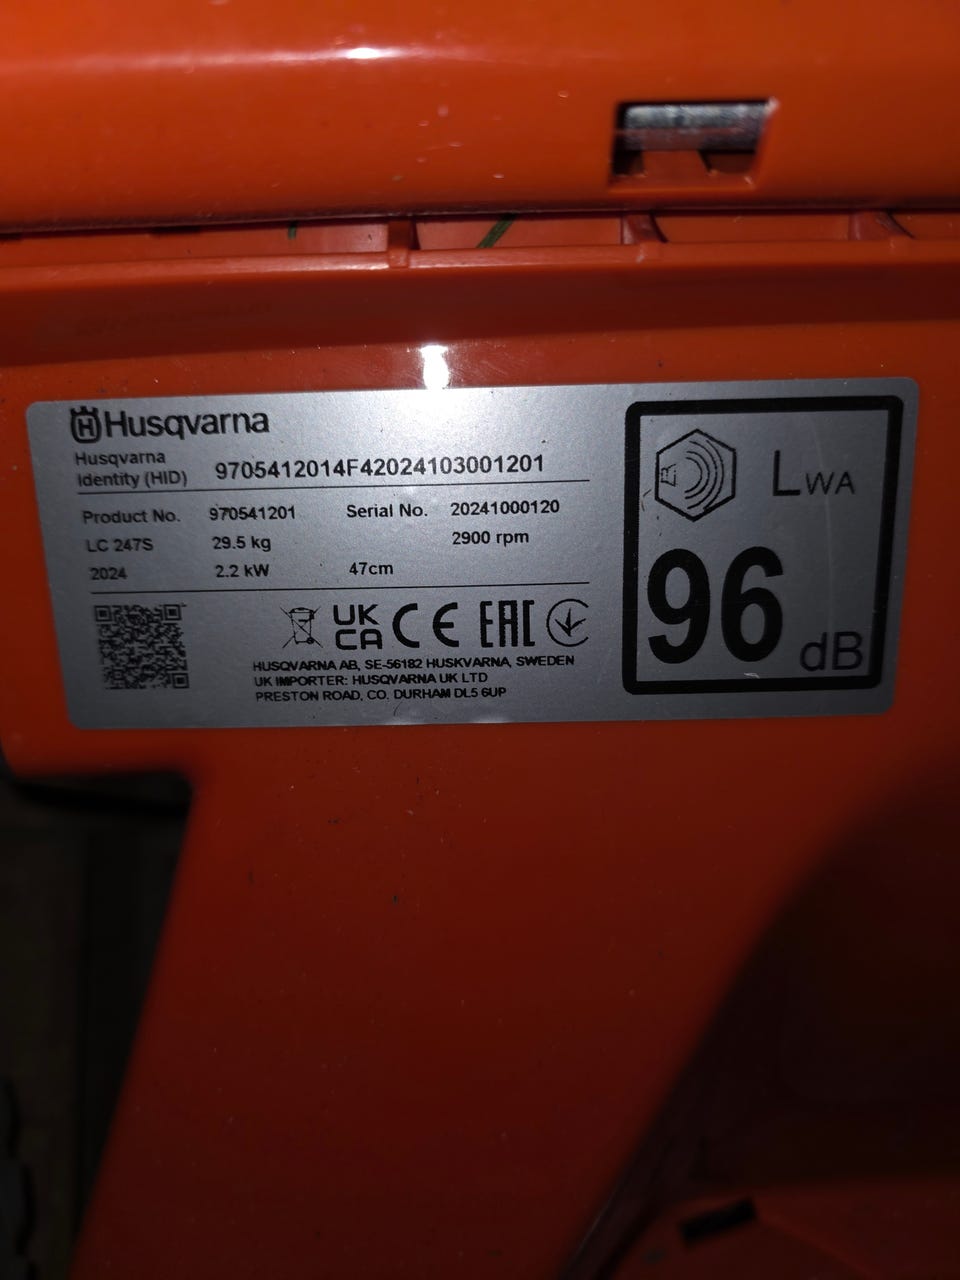 Husqvarna
Husqvarna
Identity (HID) 9705412014F42024103001201
Product No. 970541201 Serial No. 20241000120
LC 247S 29.5 kg 2900 rpm
2024 2.2 kW 47cm
UK
CA CE EAC
HUSQVARNA AB, SE-56182 HUSKVARNA, SWEDEN
UK IMPORTER: HUSQVARNA UK LTD
PRESTON ROAD, CO. DURHAM DL5 6UP
LWA
96
dB